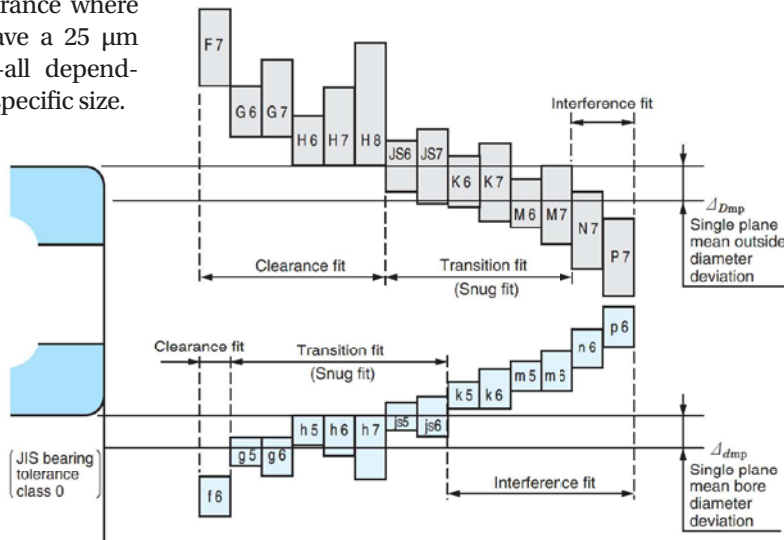 rance where
ave a 25 µm
-all depend-
specific size.
F7
G6
G7
H6
H7
H8
JS6
JS7
K6
K7
M6
M7
N7
P7
Interference fit
Clearance fit
Transition fit
(Snug fit)
ΔDmp
Single plane
mean outside
diameter
deviation
Clearance fit
Transition fit
(Snug fit)
f6
g5
g6
h5
h6
h7
js5
js6
k5
k6
m5
m6
n6
p6
Interference fit
JIS bearing
tolerance
class 0
Δdmp
Single plane
mean bore
diameter
deviation